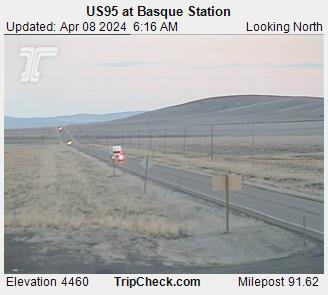 US95 at Basque Station
Updated: Apr 08 2024 6:16 AM Looking North
Elevation 4460 TripCheck.com Milepost 91.62